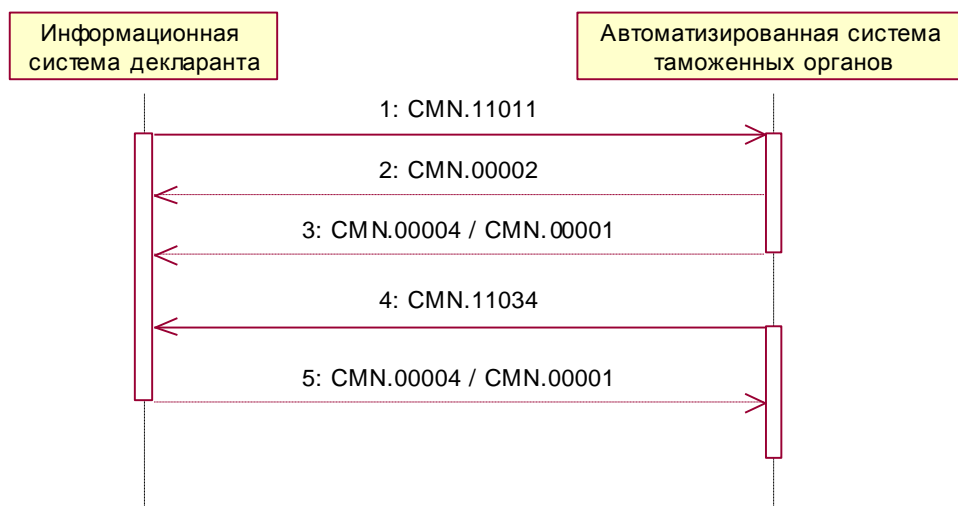 Информационная
система декларанта
Автоматизированная система
таможенных органов
1: CMN.11011
2: CMN.00002
3: CMN.00004 / CMN.00001
4: CMN.11034
5: CMN.00004 / CMN.00001